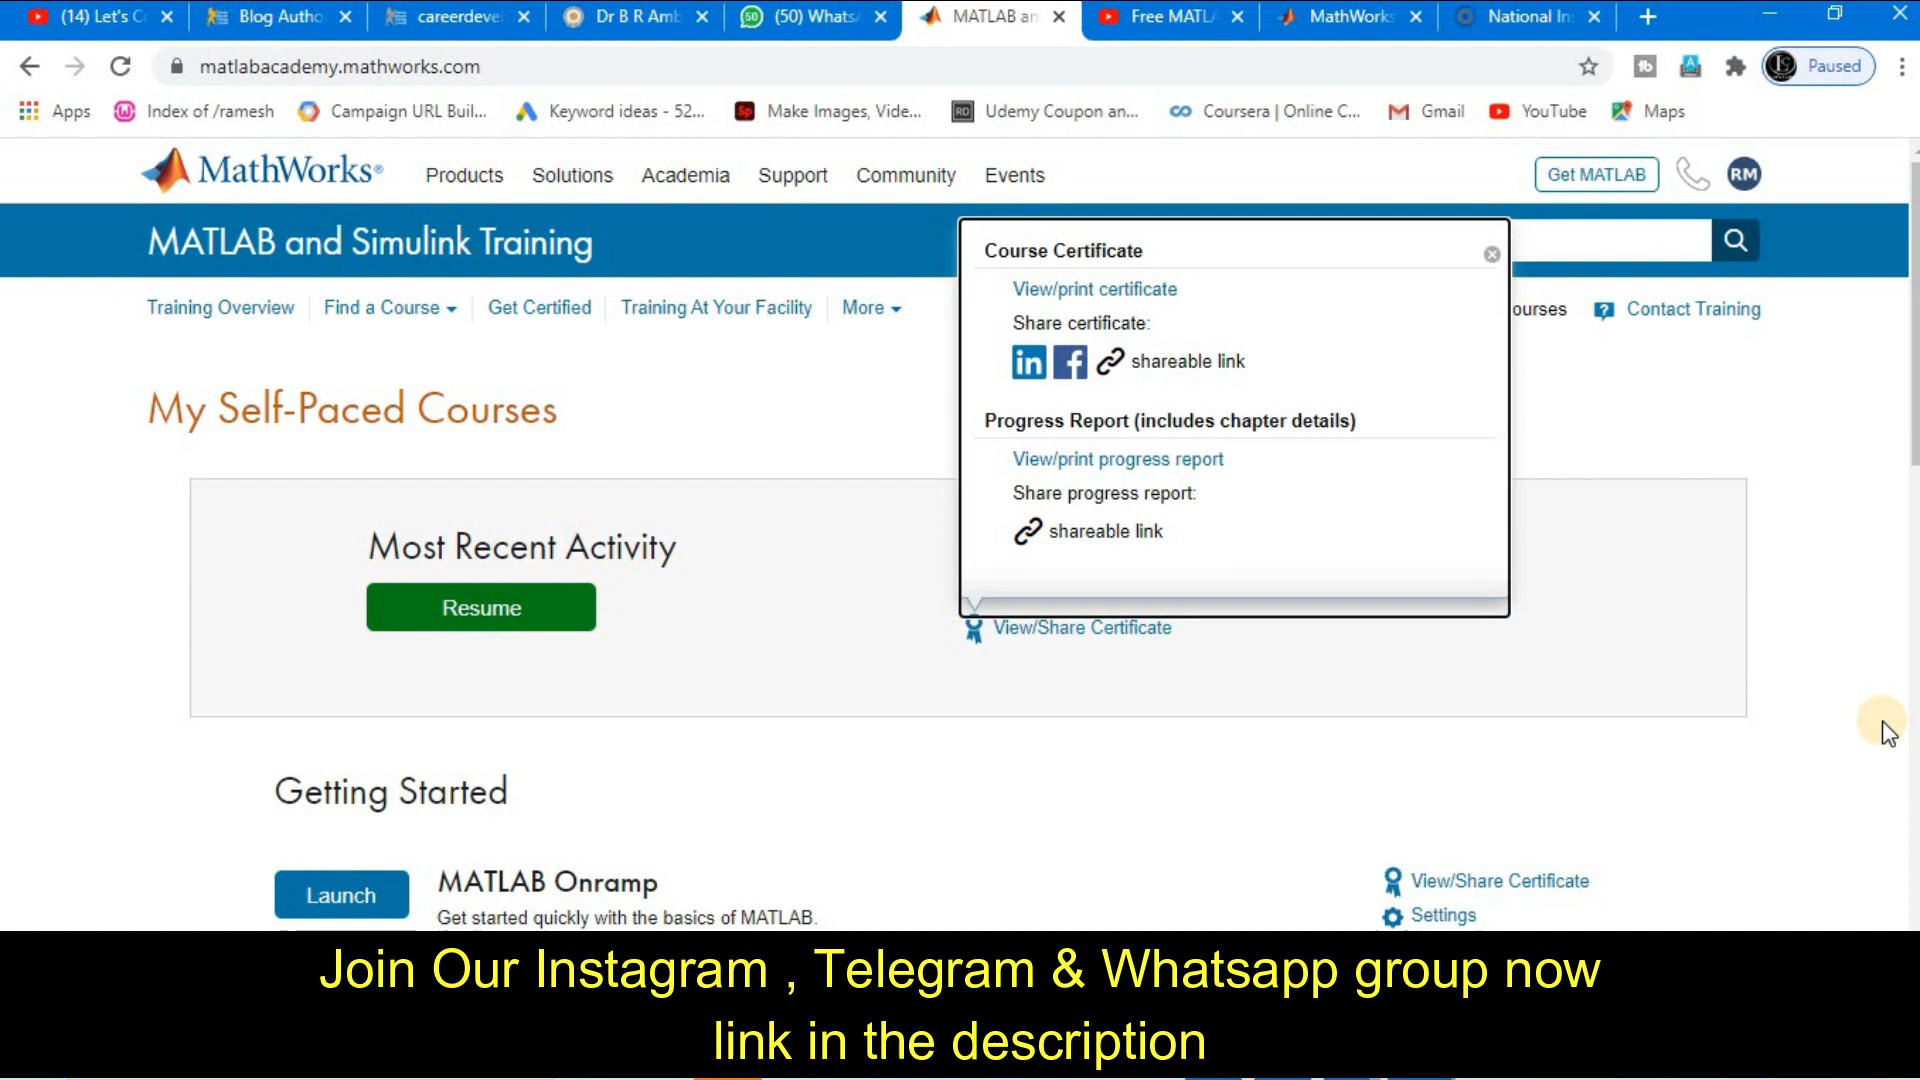 (14) Let's C
Blog Autho
careerdeve
Dr B R Amb
50
(50) Whats
MATLAB an
Free MATL
MathWorks
National In
matlabacademy.mathworks.com
Paused
Apps
Index of /ramesh
Campaign URL Buil...
Keyword ideas - 52...
Sp
Make Images, Vide...
RD
Udemy Coupon an...
Coursera | Online C...
Gmail
YouTube
Maps
MathWorks®
Products
Solutions
Academia
Support
Community
Events
Get MATLAB
RM
MATLAB and Simulink Training
Training Overview
Find a Course
Get Certified
Training At Your Facility
More
ourses
Contact Training
Course Certificate
View/print certificate
Share certificate:
in f shareable link
Progress Report (includes chapter details)
View/print progress report
Share progress report:
shareable link
My Self-Paced Courses
Most Recent Activity
Resume
View/Share Certificate
Getting Started
Launch
MATLAB Onramp
Get started quickly with the basics of MATLAB.
View/Share Certificate
Settings
Join Our Instagram , Telegram & Whatsapp group now
link in the description